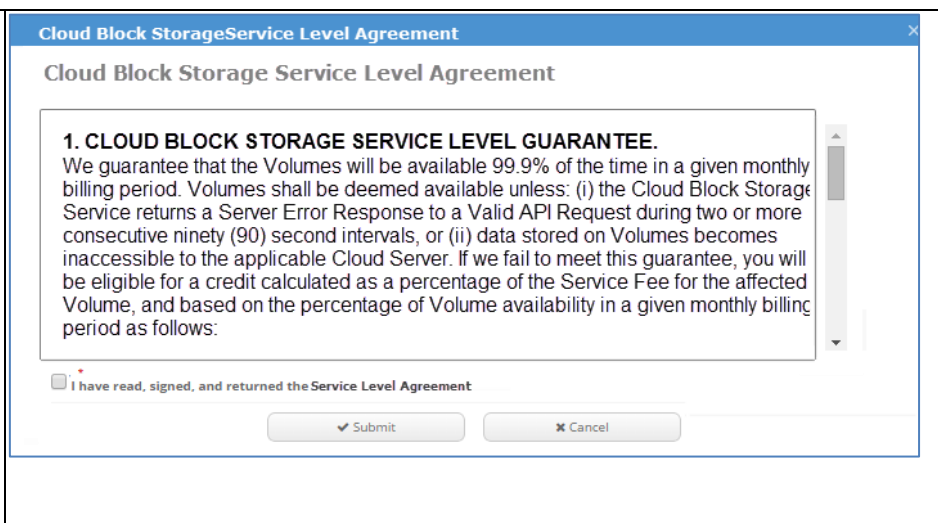 Cloud Block StorageService Level Agreement
×
Cloud Block Storage Service Level Agreement
1. CLOUD BLOCK STORAGE SERVICE LEVEL GUARANTEE.
We guarantee that the Volumes will be available 99.9% of the time in a given monthly
billing period. Volumes shall be deemed available unless: (i) the Cloud Block Storage
Service returns a Server Error Response to a Valid API Request during two or more
consecutive ninety (90) second intervals, or (ii) data stored on Volumes becomes
inaccessible to the applicable Cloud Server. If we fail to meet this guarantee, you will
be eligible for a credit calculated as a percentage of the Service Fee for the affected
Volume, and based on the percentage of Volume availability in a given monthly billing
period as follows:
* I have read, signed, and returned the Service Level Agreement
✔ Submit ✖ Cancel